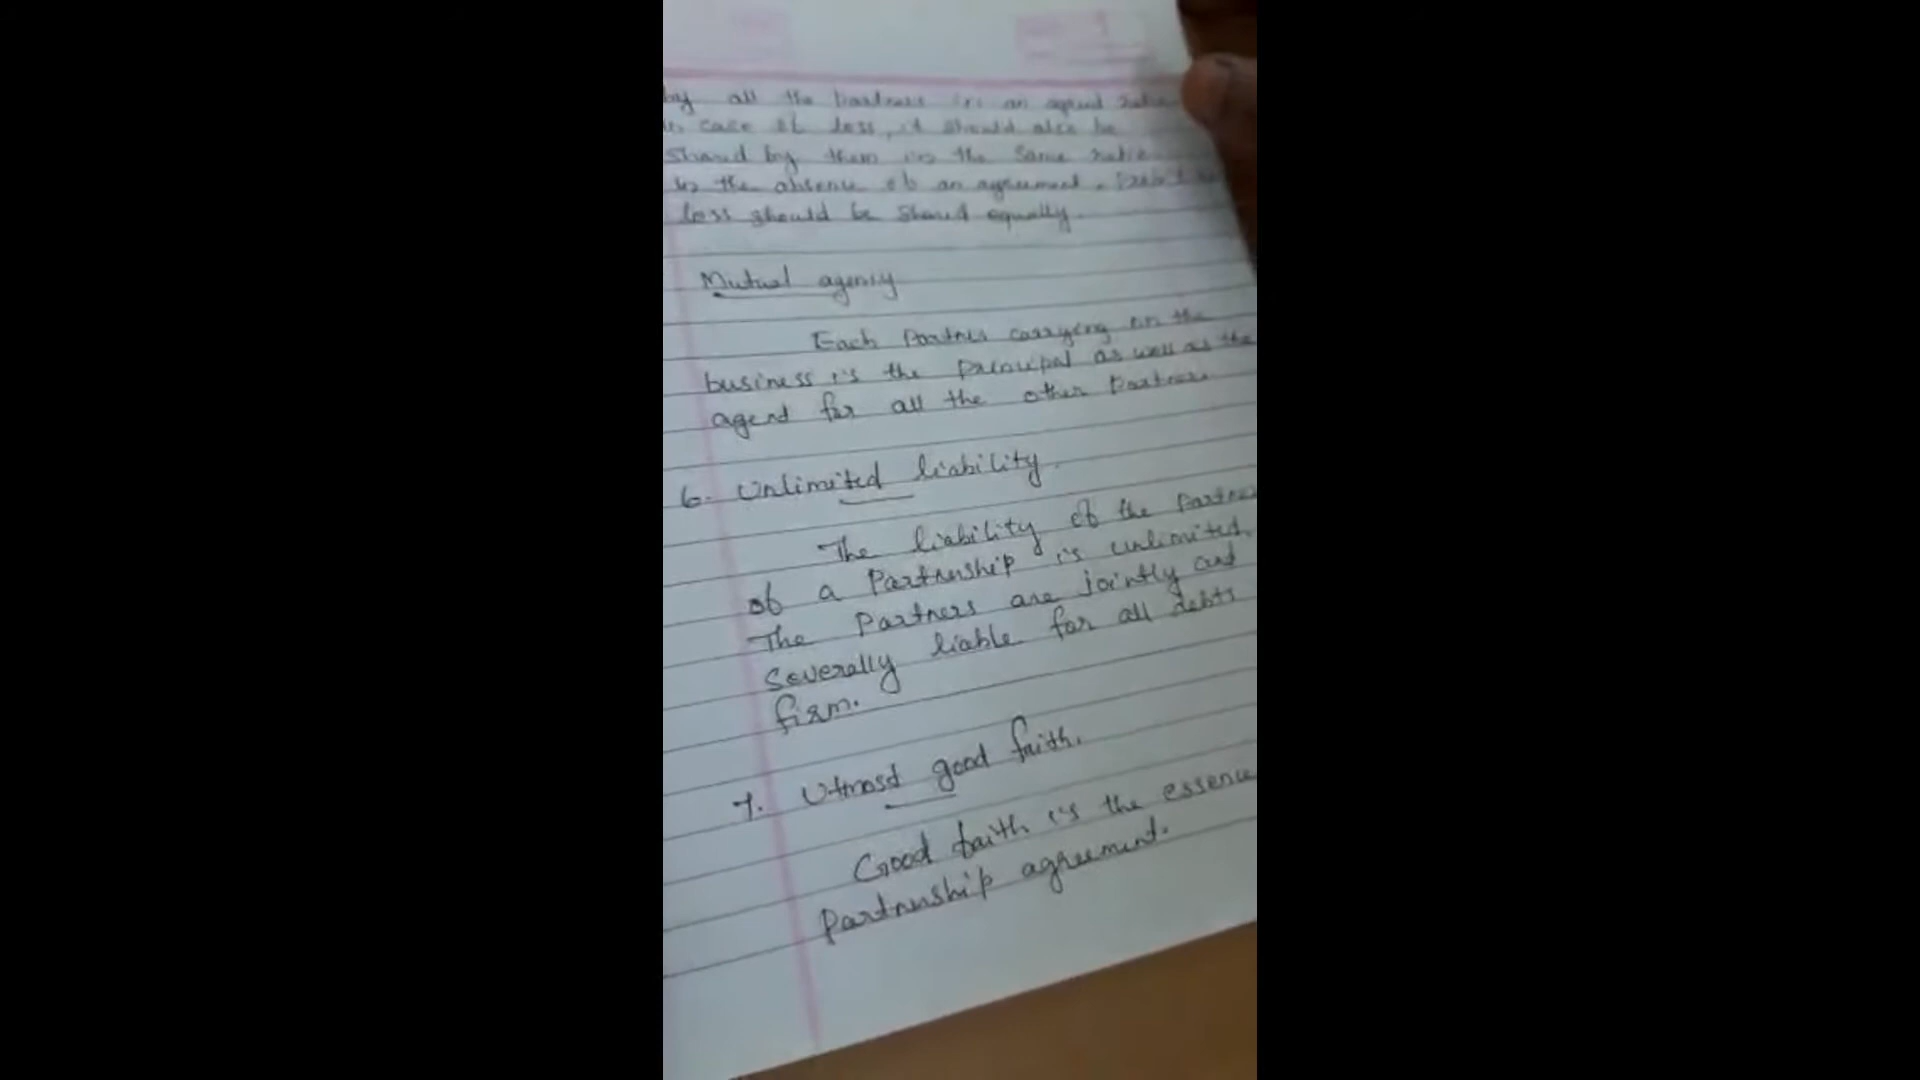 by all the partners in an agreed ratio
in case of loss, it should also be
shared by them in the same ratio
In the absence of an agreement,
loss should be shared equally.
Mutual agency
Each Partner carrying on the
business is the principal as well as the
agent for all the other partners.
6. Unlimited liability.
The liability of the partner
of a Partnership is unlimited.
The Partners are jointly and
Severally liable for all debts
firm.
7. Utmost good faith.
Good faith is the essence
Partnership agreement.